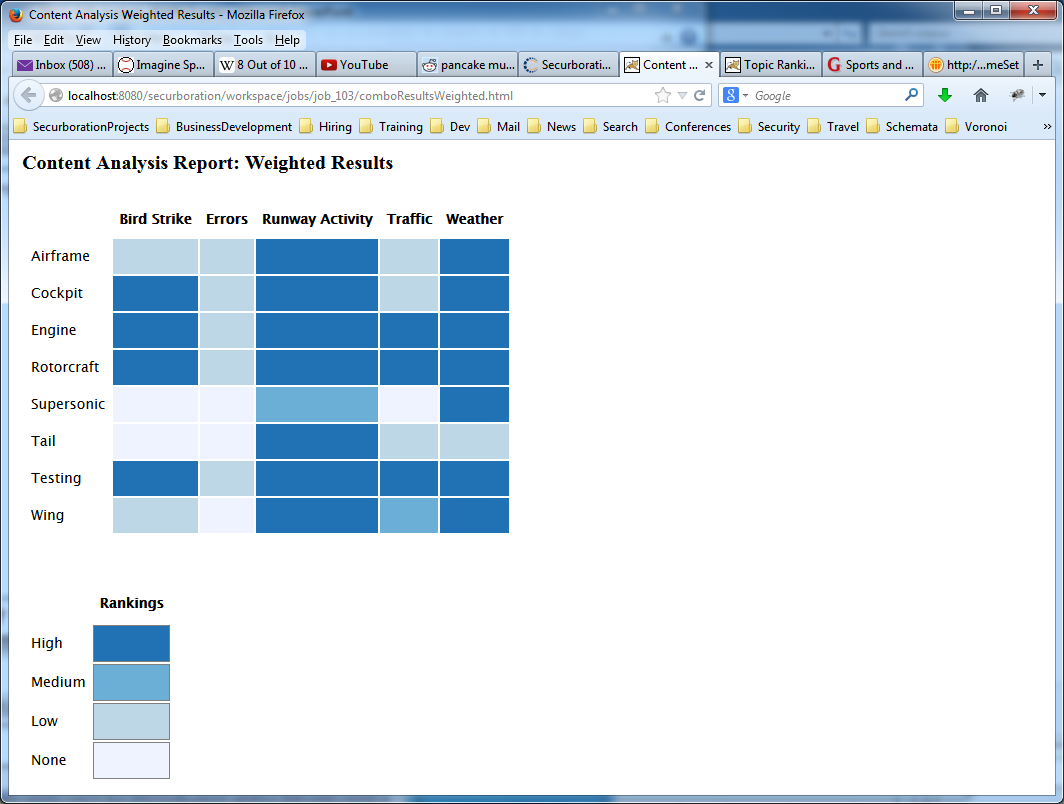 Content Analysis Weighted Results - Mozilla Firefox
File Edit View History Bookmarks Tools Help
Inbox (508) ... Imagine Sp... W 8 Out of 10 ... YouTube pancake mu... Securborati... Content ... Topic Ranki... G Sports and ... http:/...meSet
localhost:8080/securboration/workspace/jobs/job_103/comboResultsWeighted.html Google
SecurborationProjects BusinessDevelopment Hiring Training Dev Mail News Search Conferences Security Travel Schemata Voronoi »
Content Analysis Report: Weighted Results
Bird Strike Errors Runway Activity Traffic Weather
Airframe
Cockpit
Engine
Rotorcraft
Supersonic
Tail
Testing
Wing
Rankings
High
Medium
Low
None